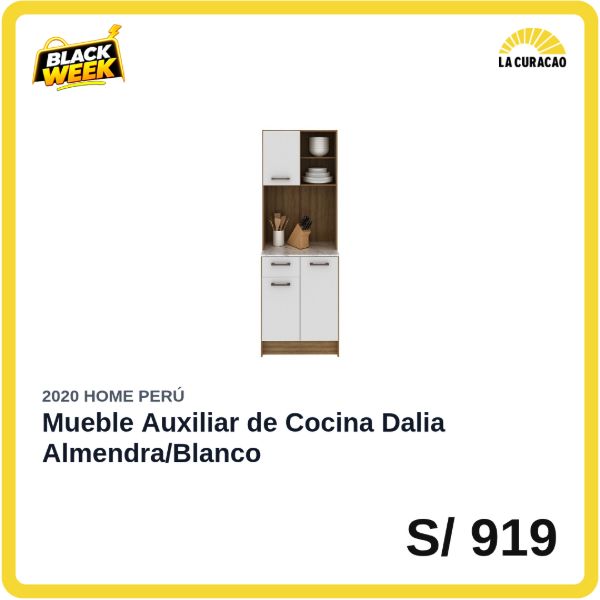 BLACK
WEEK
LA CURACAO
2020 HOME PERÚ
Mueble Auxiliar de Cocina Dalia
Almendra/Blanco
S/ 919